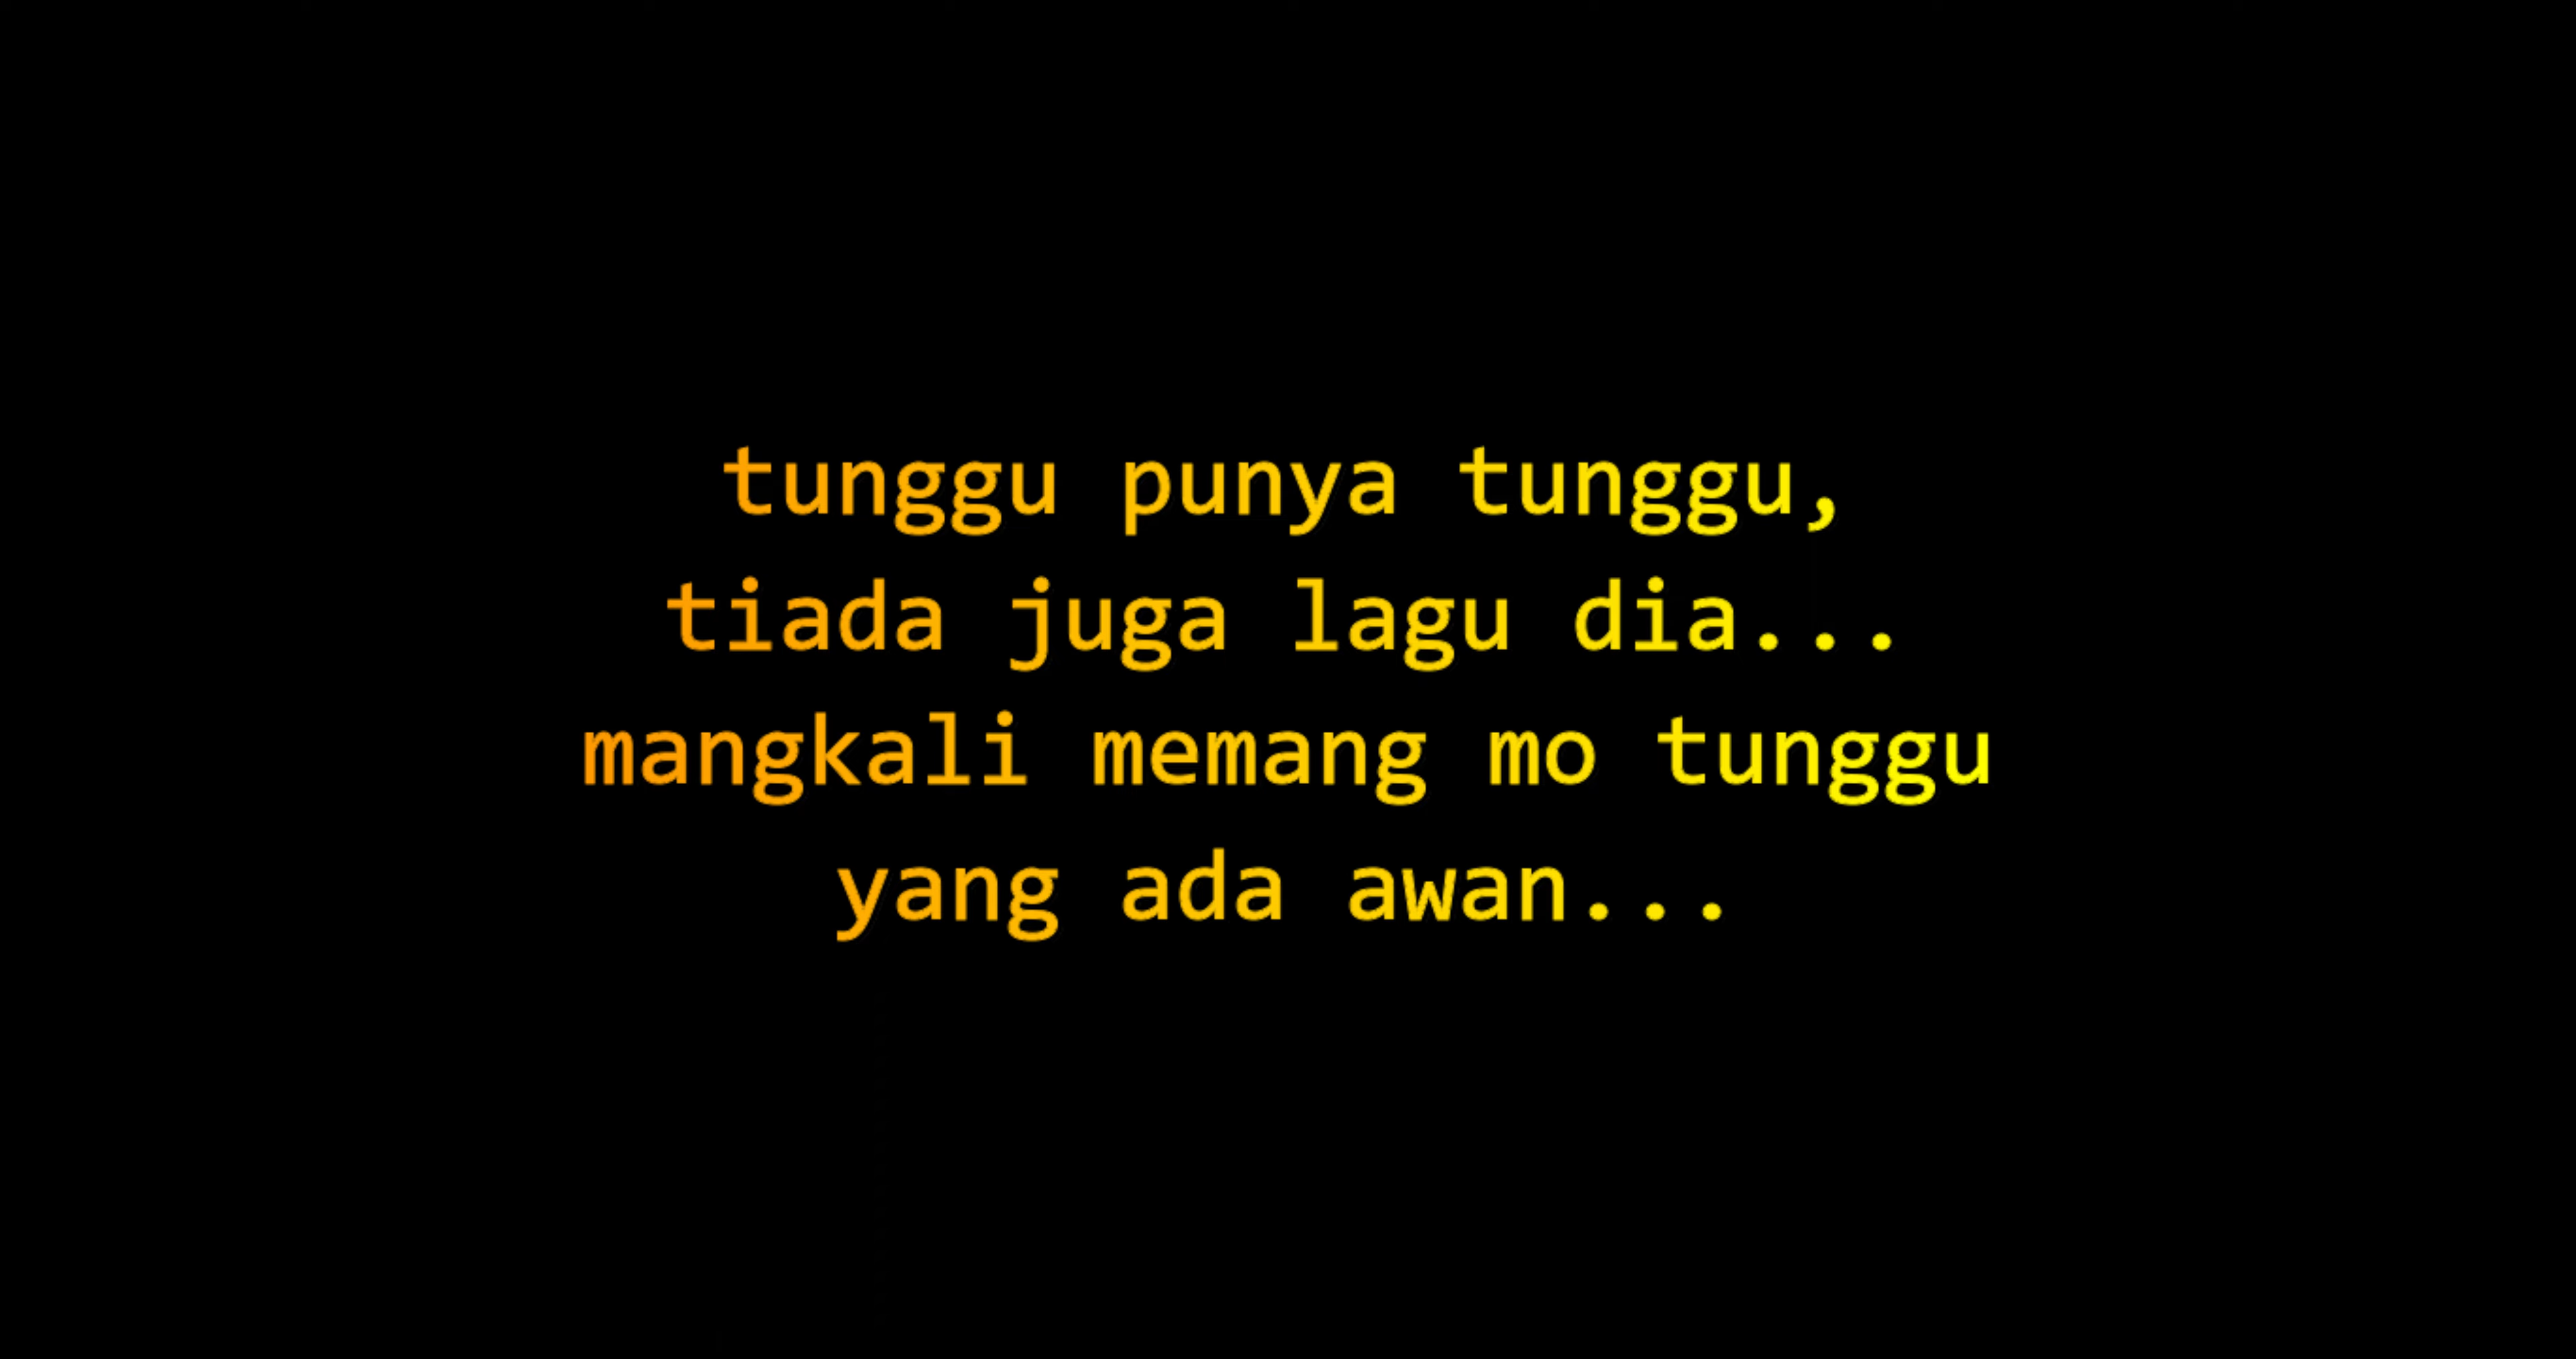 tunggu punya tunggu,
tiada juga lagu dia...
mangkali memang mo tunggu
yang ada awan...